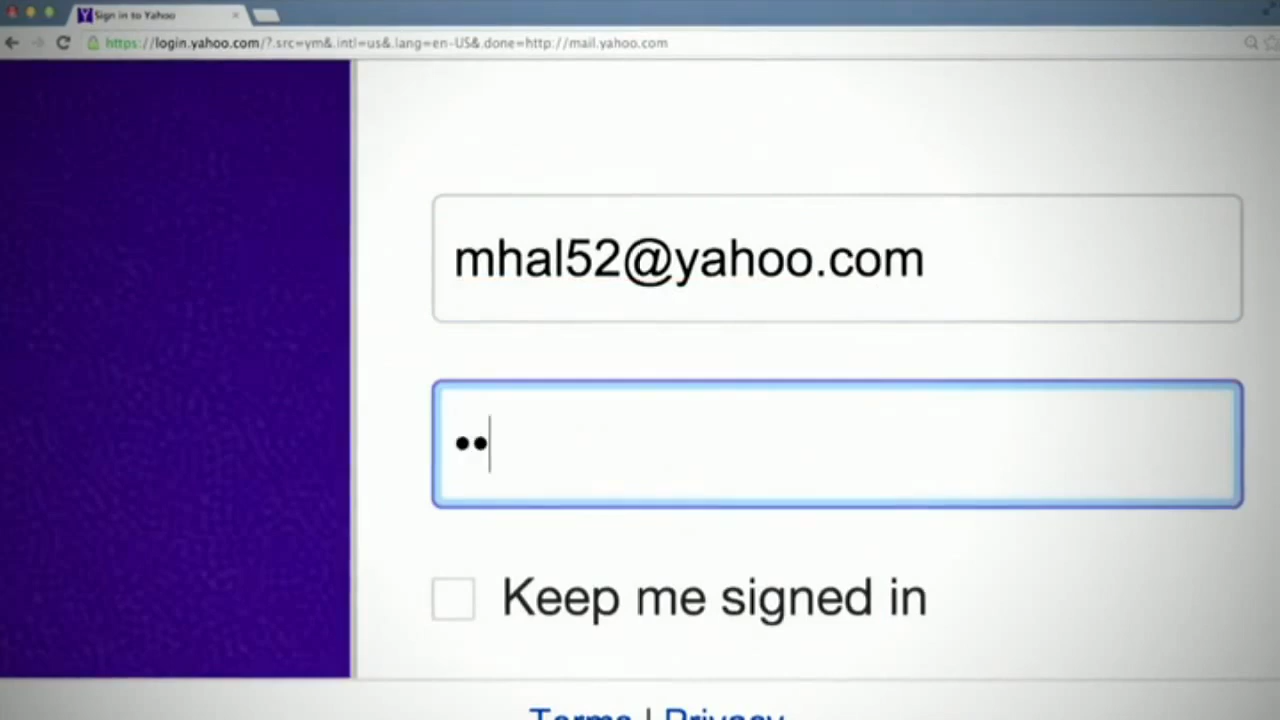 Sign in to Yahoo
https://login.yahoo.com/?.src=ym&.intl=us&.lang=en-US&.done=http://mail.yahoo.com
mhal52@yahoo.com
Keep me signed in
Terms | Privacy